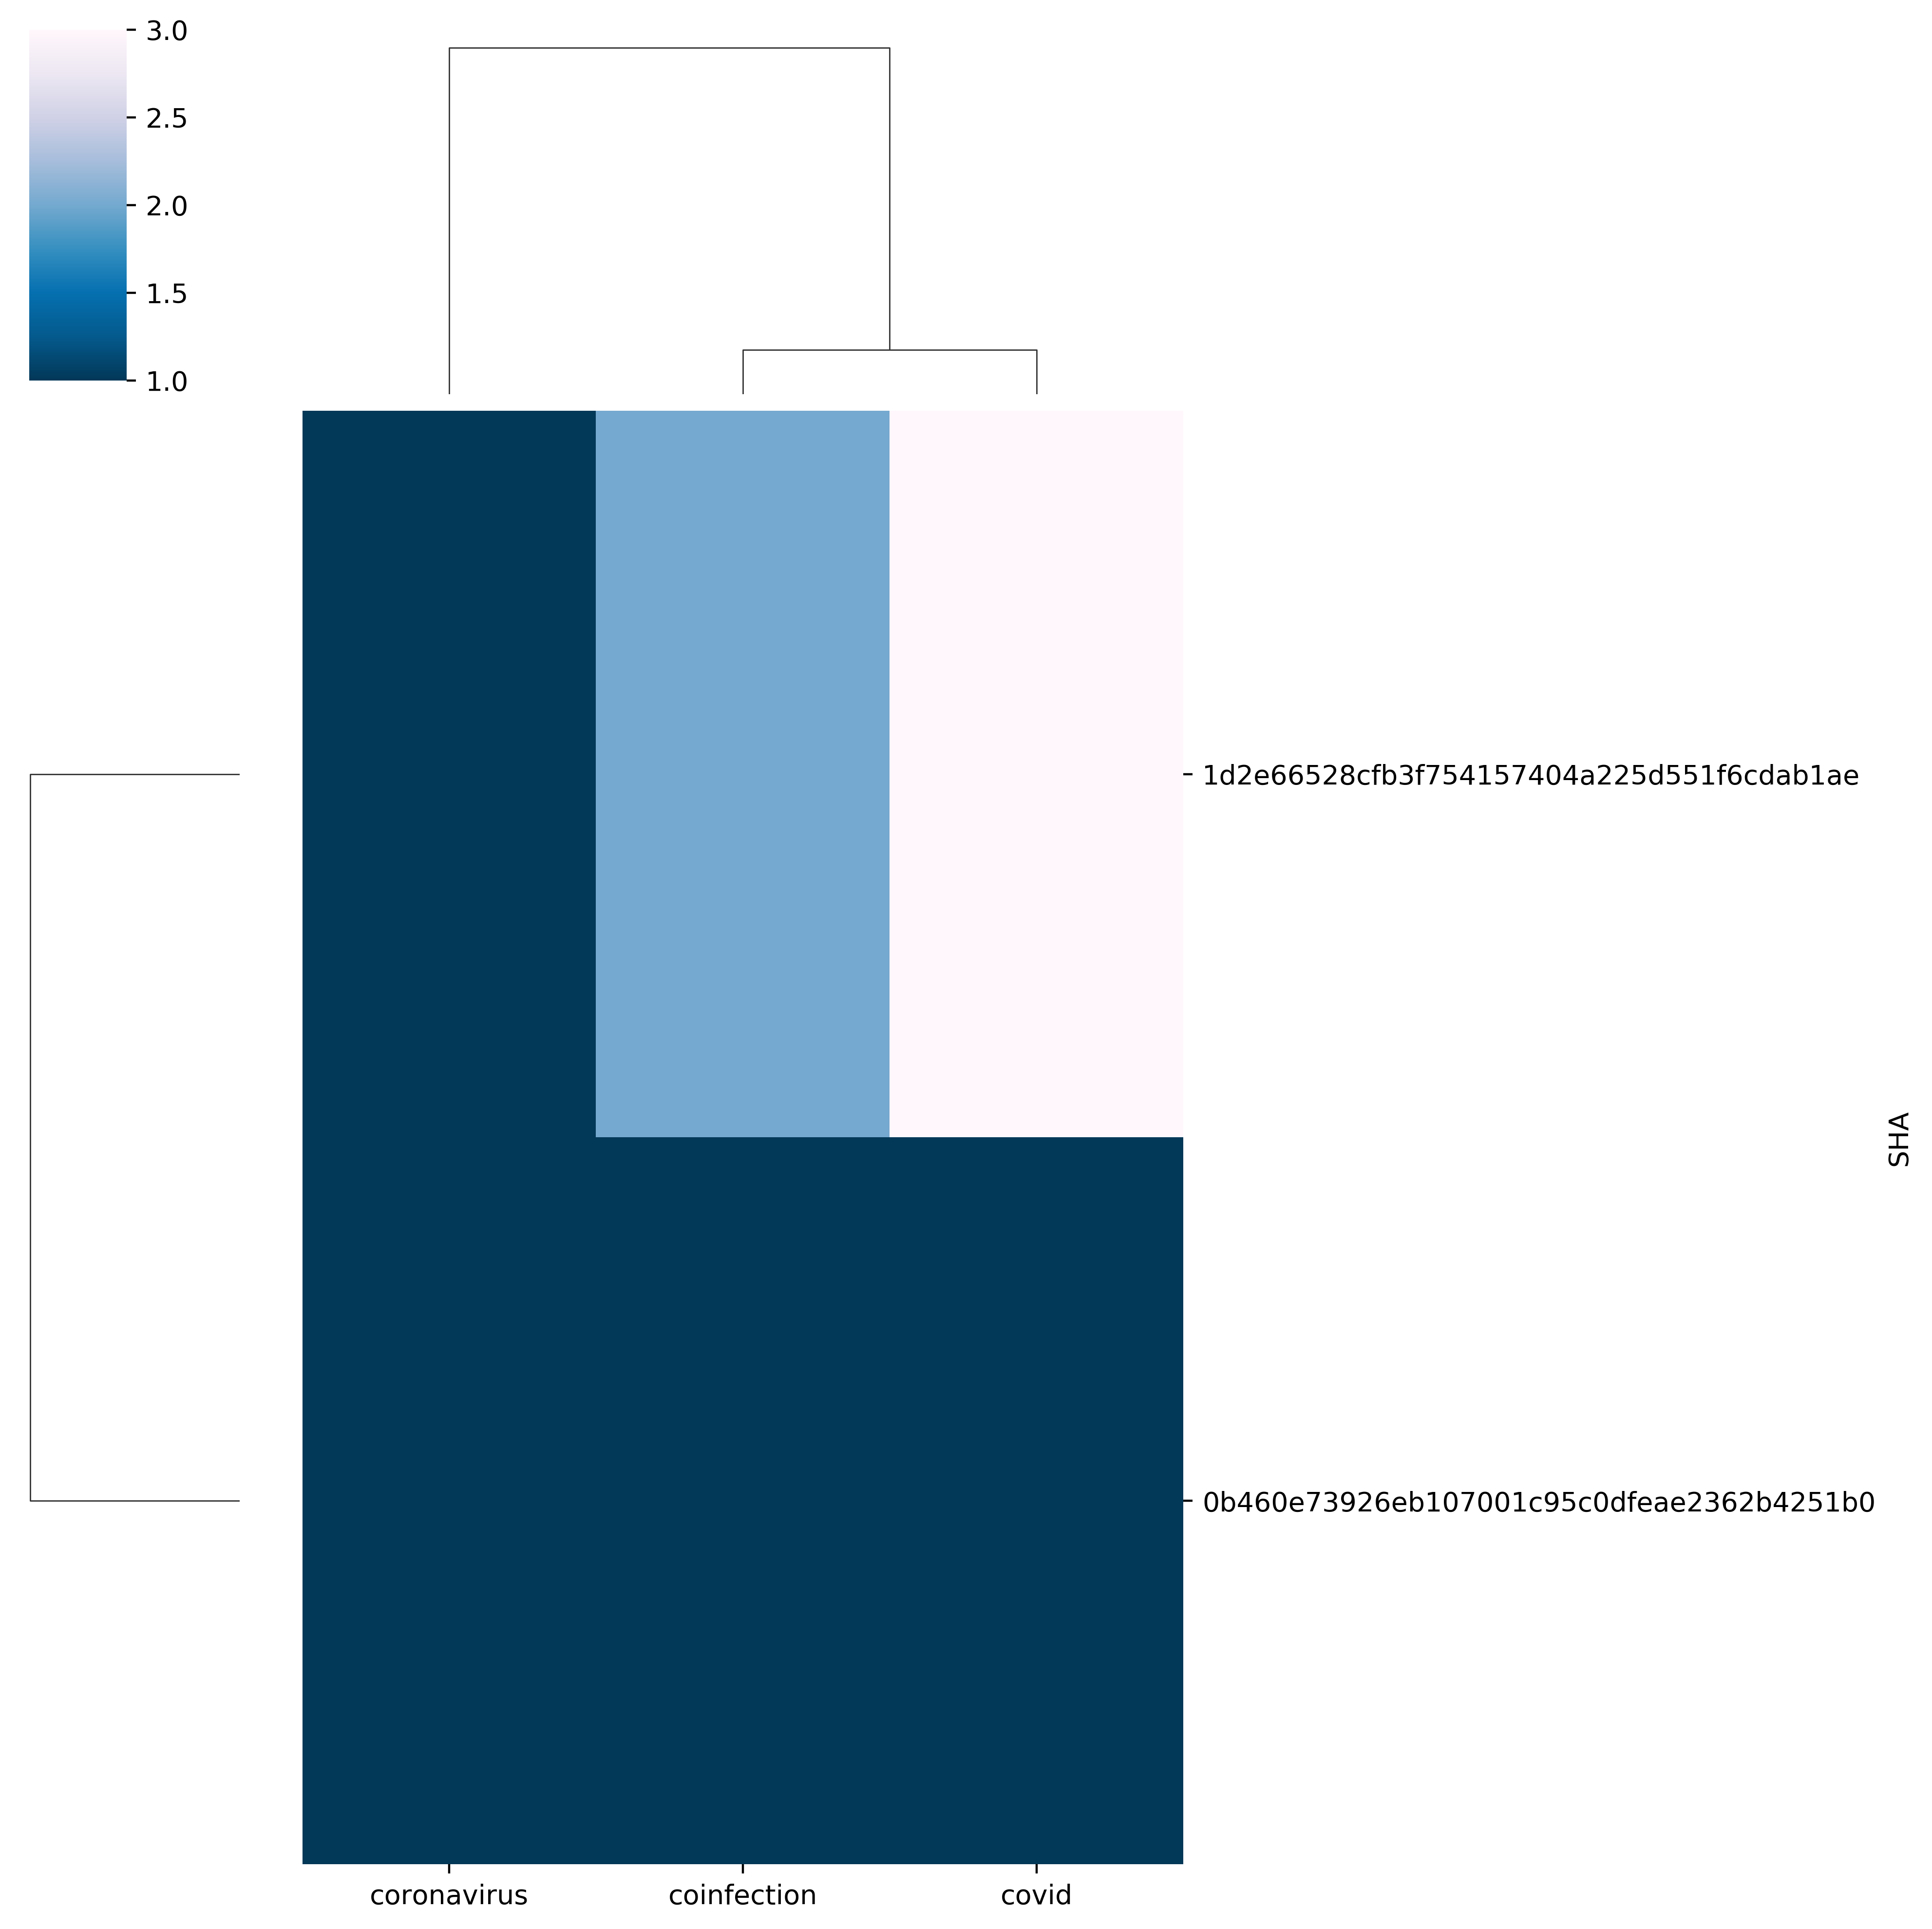 3.0
2.5
2.0
1.5
1.0
1d2e66528cfb3f754157404a225d551f6cdab1ae
SHA
0b460e73926eb107001c95c0dfeae2362b4251b0
coronavirus coinfection covid